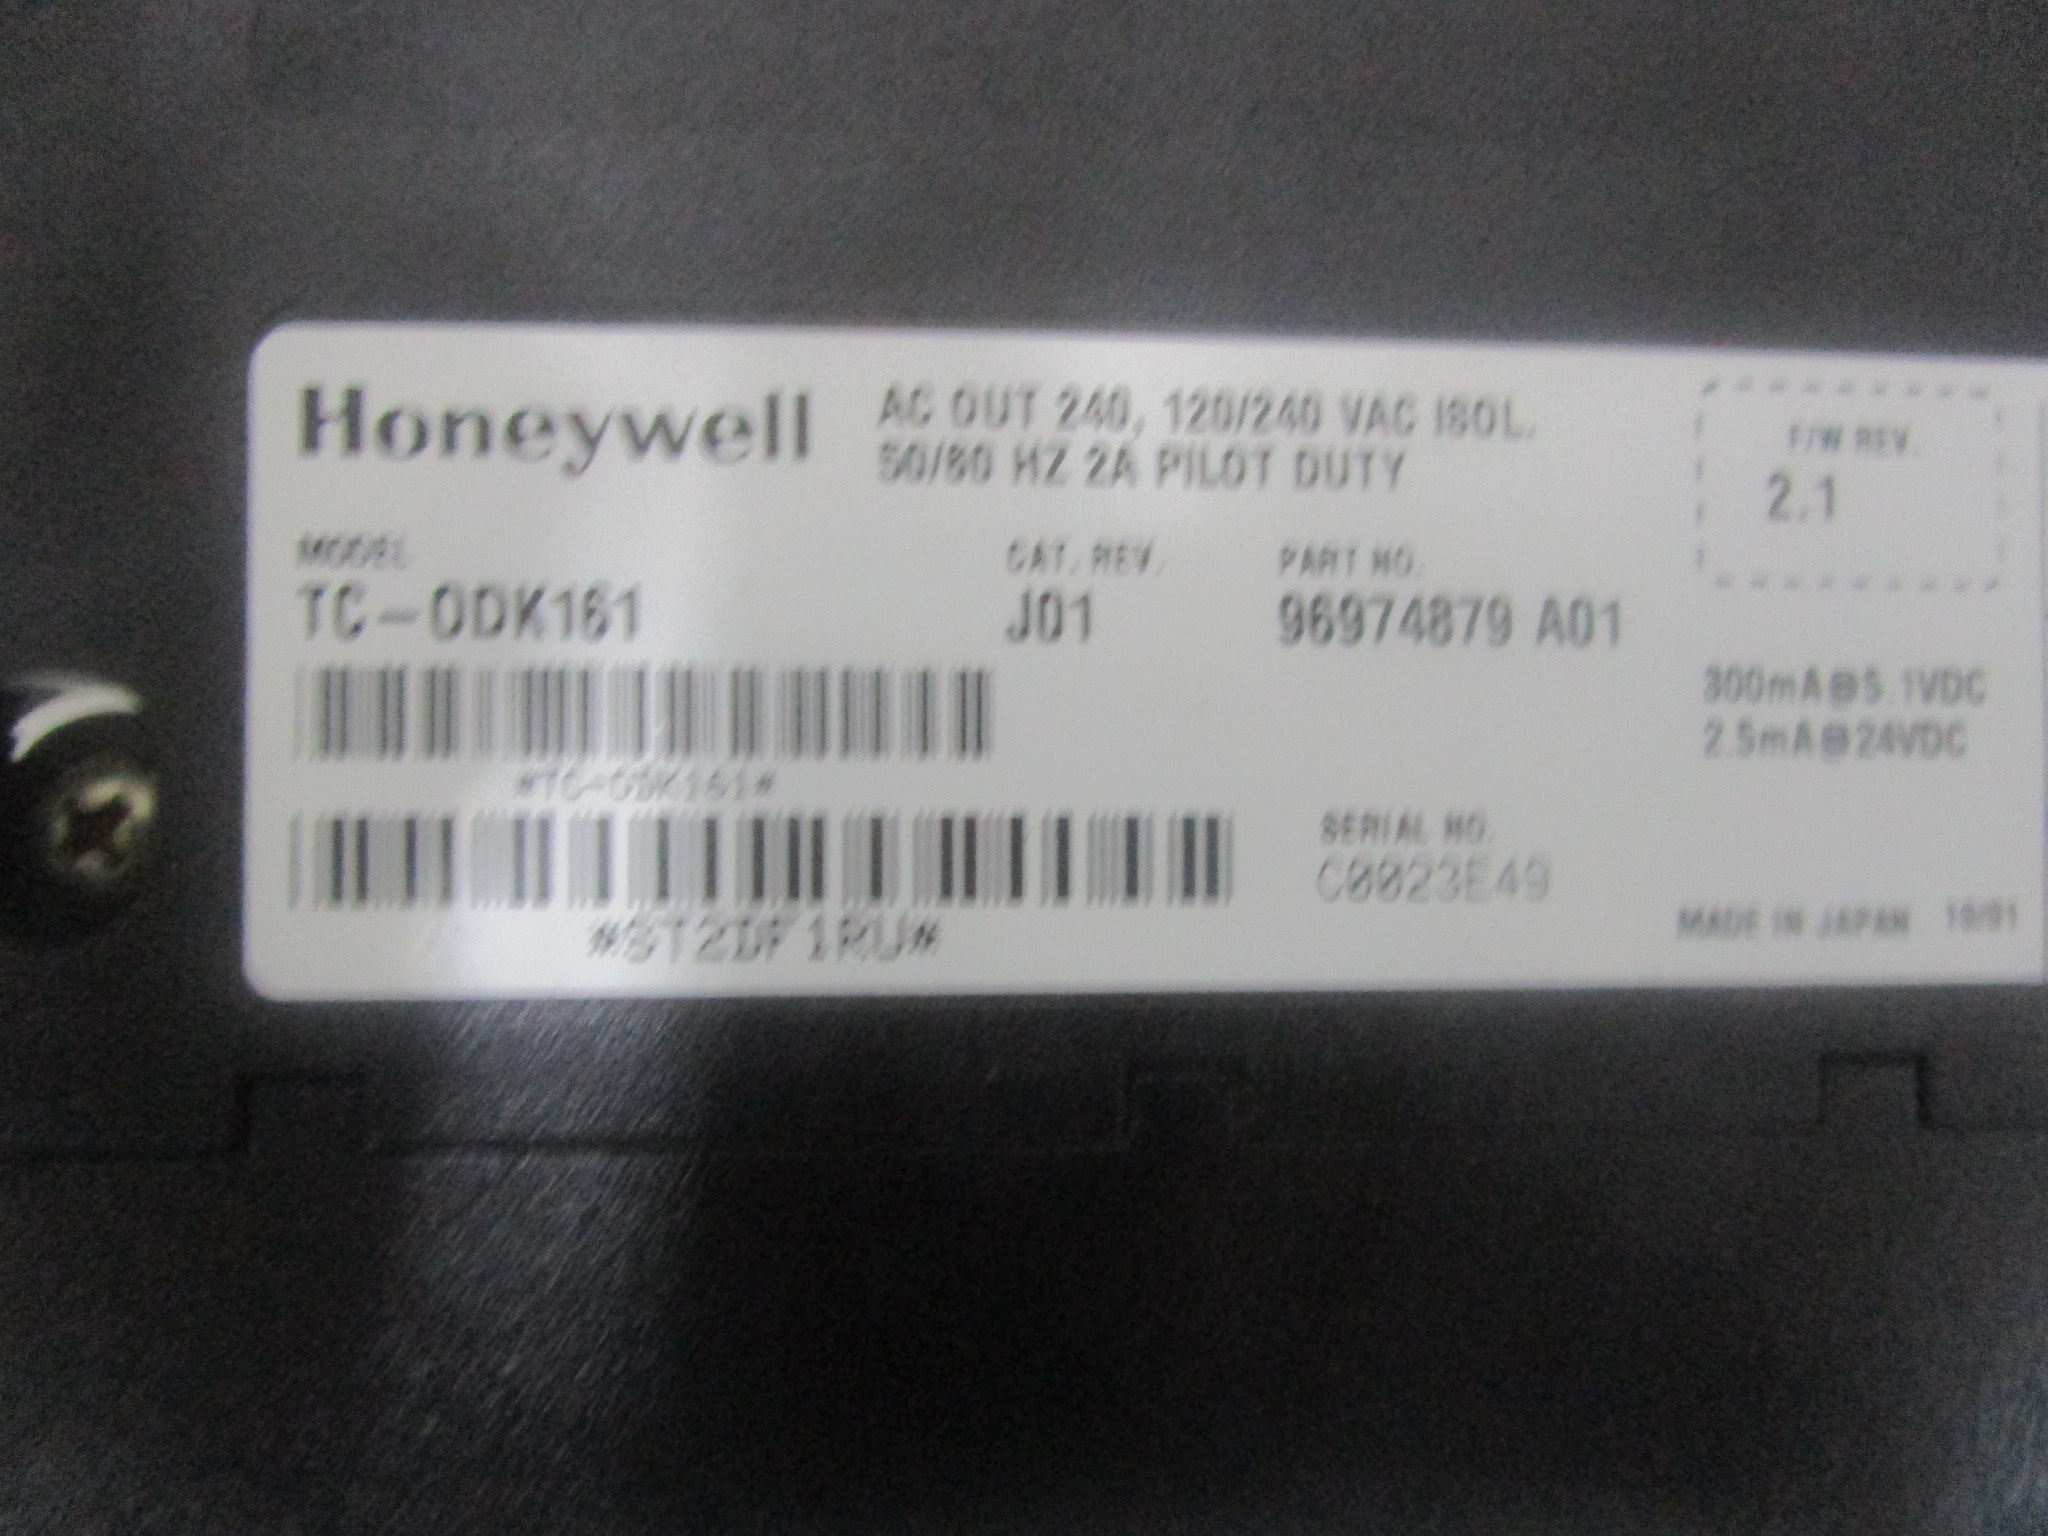 Honeywell
AC OUT 240, 120/240 VAC ISOL.
50/60 HZ 2A PILOT DUTY
F/W REV.
2.1
MODEL
TC-ODK161
CAT. REV.
J01
PART NO.
96974879 A01
300mA@5.1VDC
2.5mA@24VDC
*TC-ODK161*
SERIAL NO.
C0023E49
*ST2DF1RU*
MADE IN JAPAN 10/01